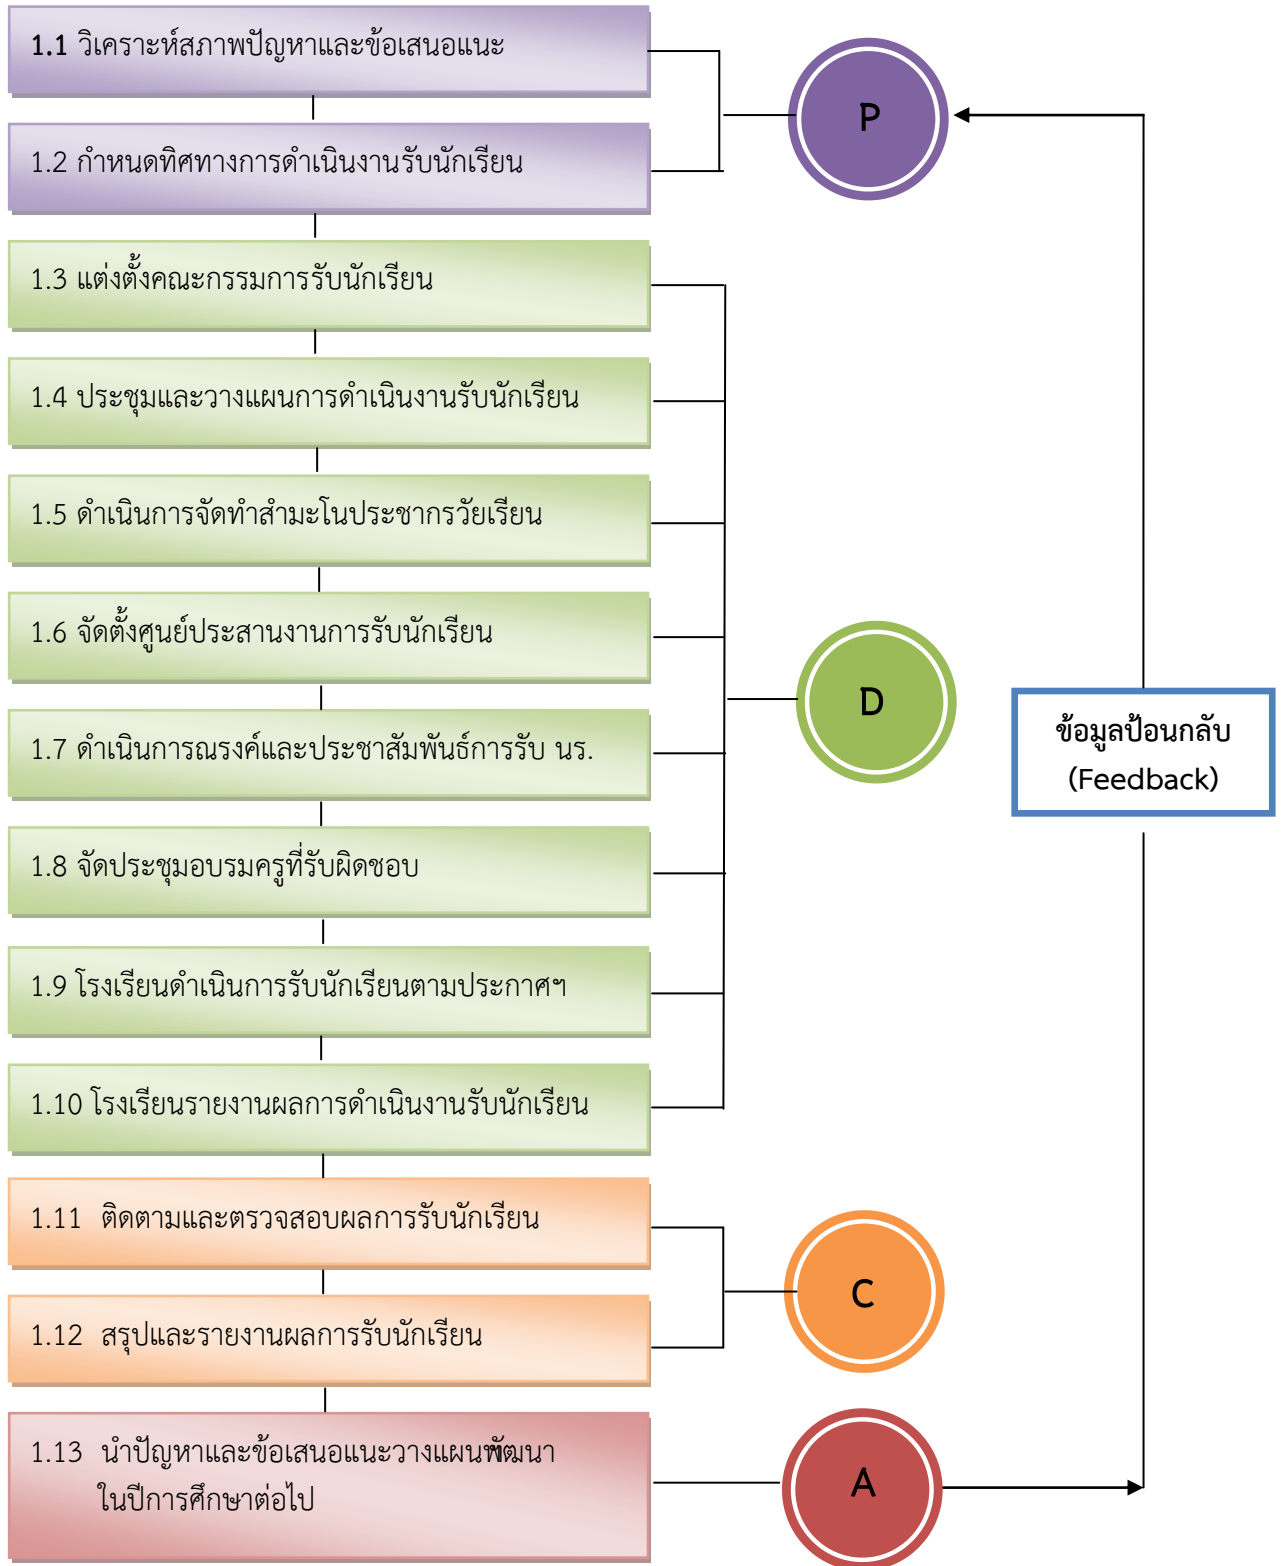 1.1 วิเคราะห์สภาพปัญหาและข้อเสนอแนะ
P
1.2 กำหนดทิศทางการดำเนินงานรับนักเรียน
1.3 แต่งตั้งคณะกรรมการรับนักเรียน
1.4 ประชุมและวางแผนการดำเนินงานรับนักเรียน
1.5 ดำเนินการจัดทำสำมะโนประชากรวัยเรียน
1.6 จัดตั้งศูนย์ประสานงานการรับนักเรียน
D
ข้อมูลป้อนกลับ
(Feedback)
1.7 ดำเนินการณรงค์และประชาสัมพันธ์การรับ นร.
1.8 จัดประชุมอบรมครูที่รับผิดชอบ
1.9 โรงเรียนดำเนินการรับนักเรียนตามประกาศฯ
1.10 โรงเรียนรายงานผลการดำเนินงานรับนักเรียน
1.11 ติดตามและตรวจสอบผลการรับนักเรียน
C
1.12 สรุปและรายงานผลการรับนักเรียน
1.13 นำปัญหาและข้อเสนอแนะวางแผนพัฒนา
ในปีการศึกษาต่อไป
A